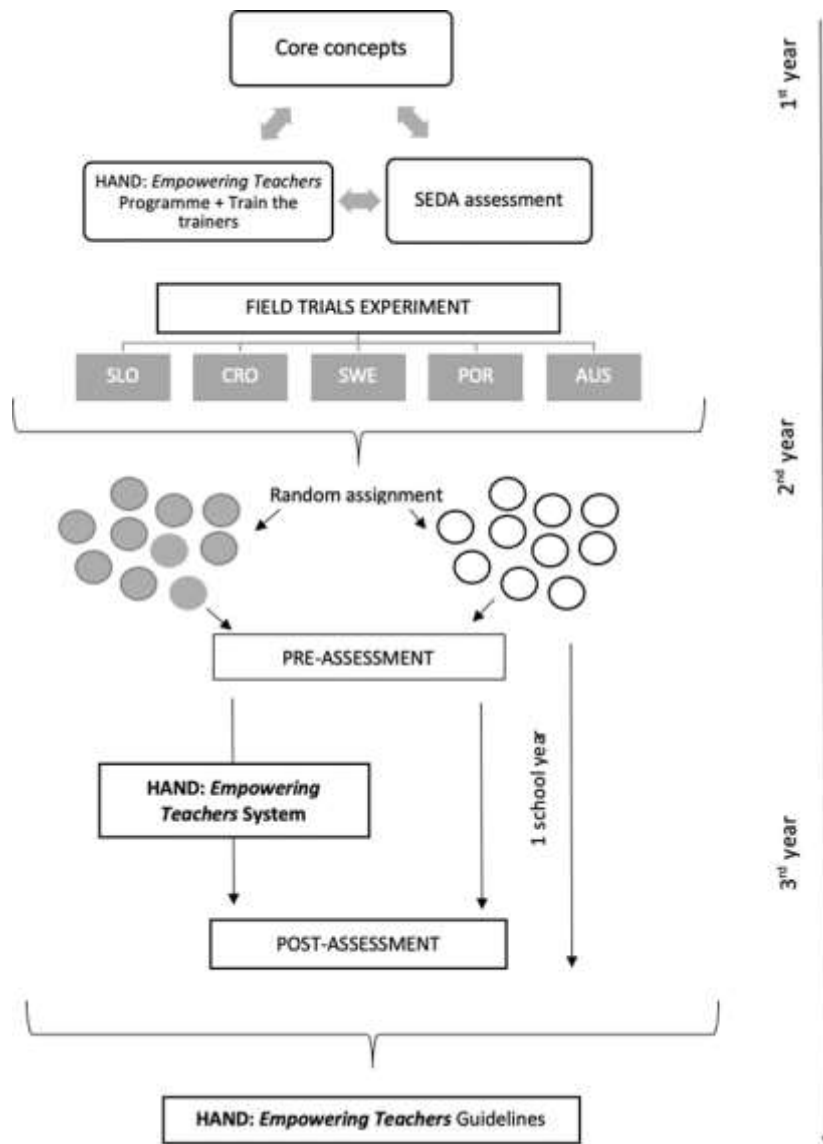 Core concepts
1st year
HAND: Empowering Teachers
Programme + Train the
trainers
SEDA assessment
FIELD TRIALS EXPERIMENT
SLO
CRO
SWE
POR
AUS
2nd year
Random assignment
PRE-ASSESSMENT
HAND: Empowering
Teachers System
1 school year
3rd year
POST-ASSESSMENT
HAND: Empowering Teachers Guidelines